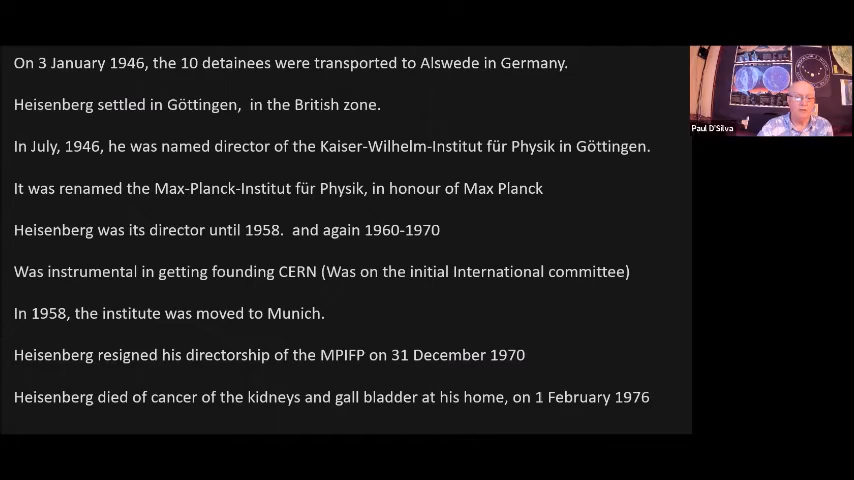 On 3 January 1946, the 10 detainees were transported to Alswede in Germany.
Heisenberg settled in Göttingen,  in the British zone.
In July, 1946, he was named director of the Kaiser-Wilhelm-Institut für Physik in Göttingen.
It was renamed the Max-Planck-Institut für Physik, in honour of Max Planck
Heisenberg was its director until 1958.  and again 1960-1970
Was instrumental in getting founding CERN (Was on the initial International committee)
In 1958, the institute was moved to Munich.
Heisenberg resigned his directorship of the MPIFP on 31 December 1970
Heisenberg died of cancer of the kidneys and gall bladder at his home, on 1 February 1976
Paul D'Silva